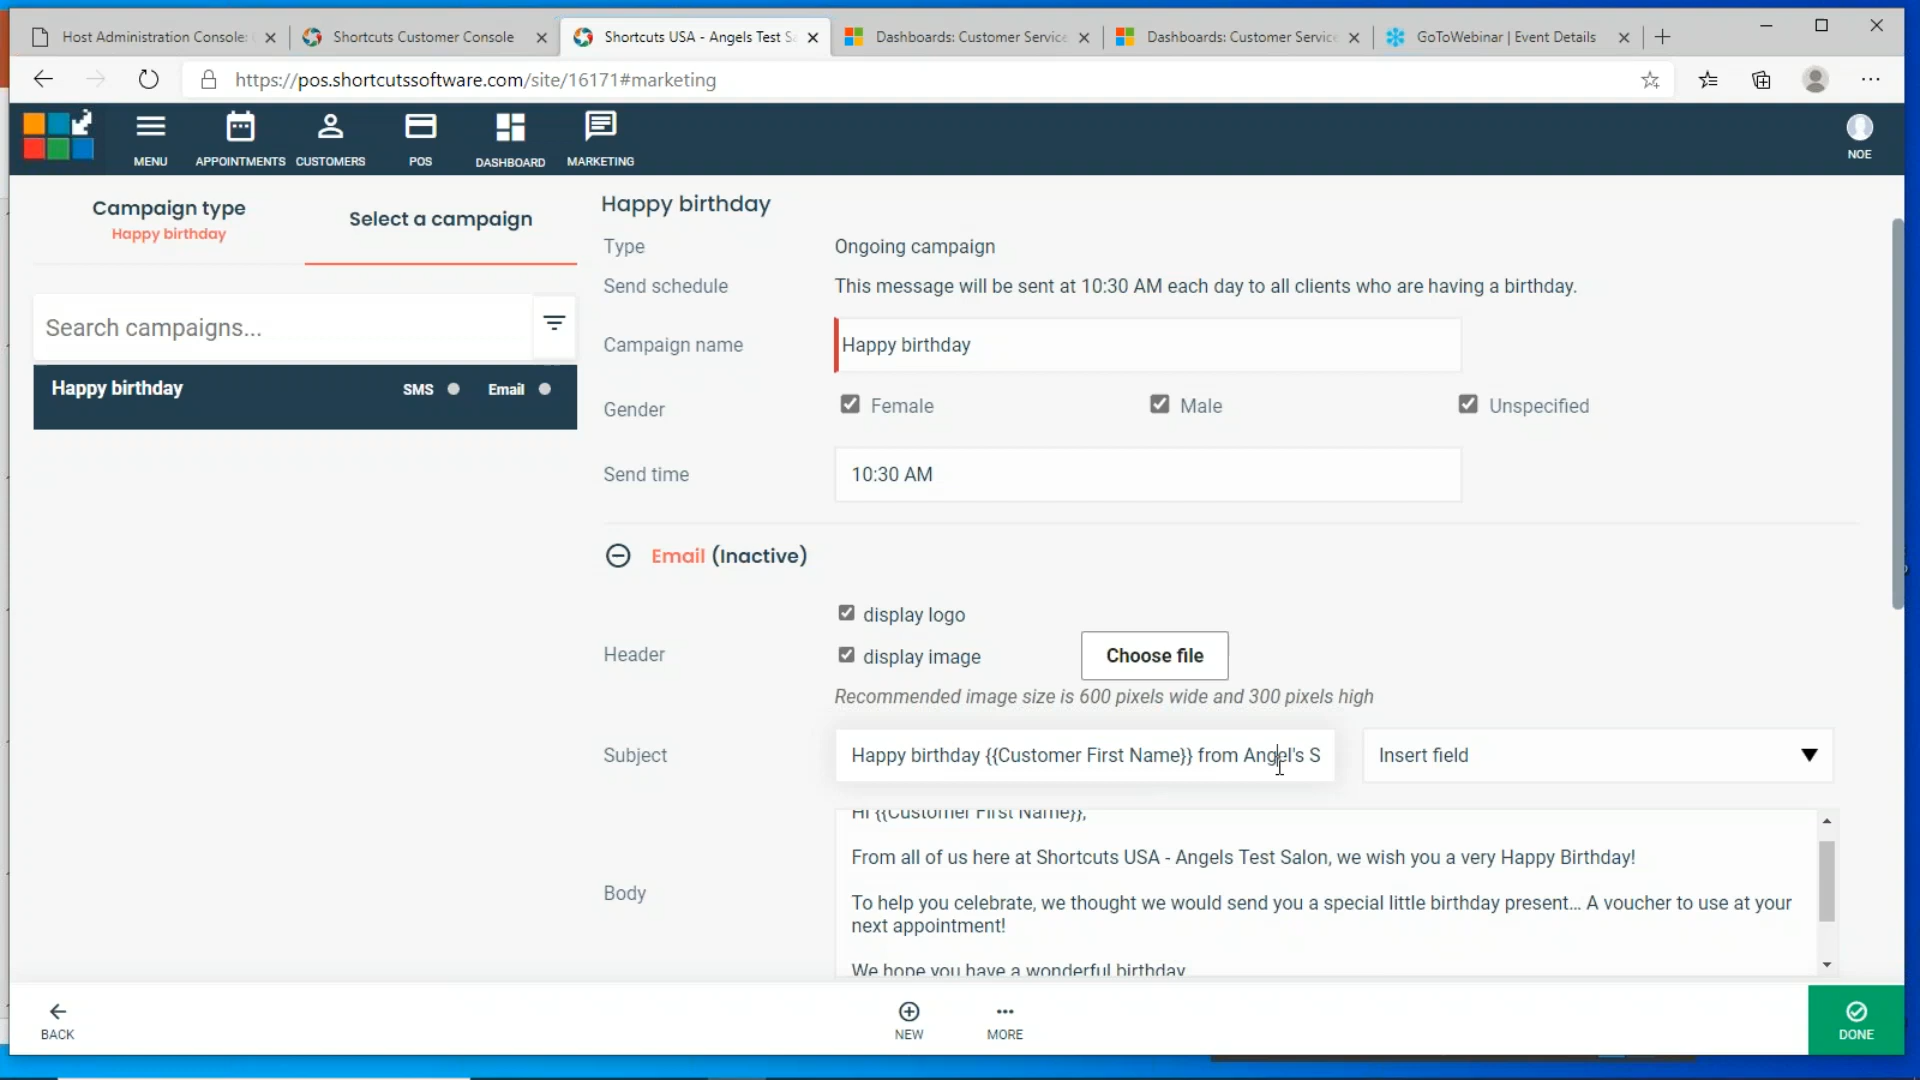 Host Administration Console:
Shortcuts Customer Console
Shortcuts USA - Angels Test S
Dashboards: Customer Service
Dashboards: Customer Service
GoToWebinar | Event Details
https://pos.shortcutssoftware.com/site/16171#marketing
MENU
APPOINTMENTS
CUSTOMERS
POS
DASHBOARD
MARKETING
NOE
Campaign type
Happy birthday
Select a campaign
Search campaigns...
Happy birthday SMS Email
Happy birthday
Type Ongoing campaign
Send schedule This message will be sent at 10:30 AM each day to all clients who are having a birthday.
Campaign name Happy birthday
Gender Female Male Unspecified
Send time 10:30 AM
Email (Inactive)
display logo
Header display image Choose file
Recommended image size is 600 pixels wide and 300 pixels high
Subject Happy birthday {{Customer First Name}} from Angel's S Insert field
Body
Hi {{Customer First Name}},
From all of us here at Shortcuts USA - Angels Test Salon, we wish you a very Happy Birthday!
To help you celebrate, we thought we would send you a special little birthday present... A voucher to use at your
next appointment!
We hope you have a wonderful birthday
BACK
NEW
MORE
DONE